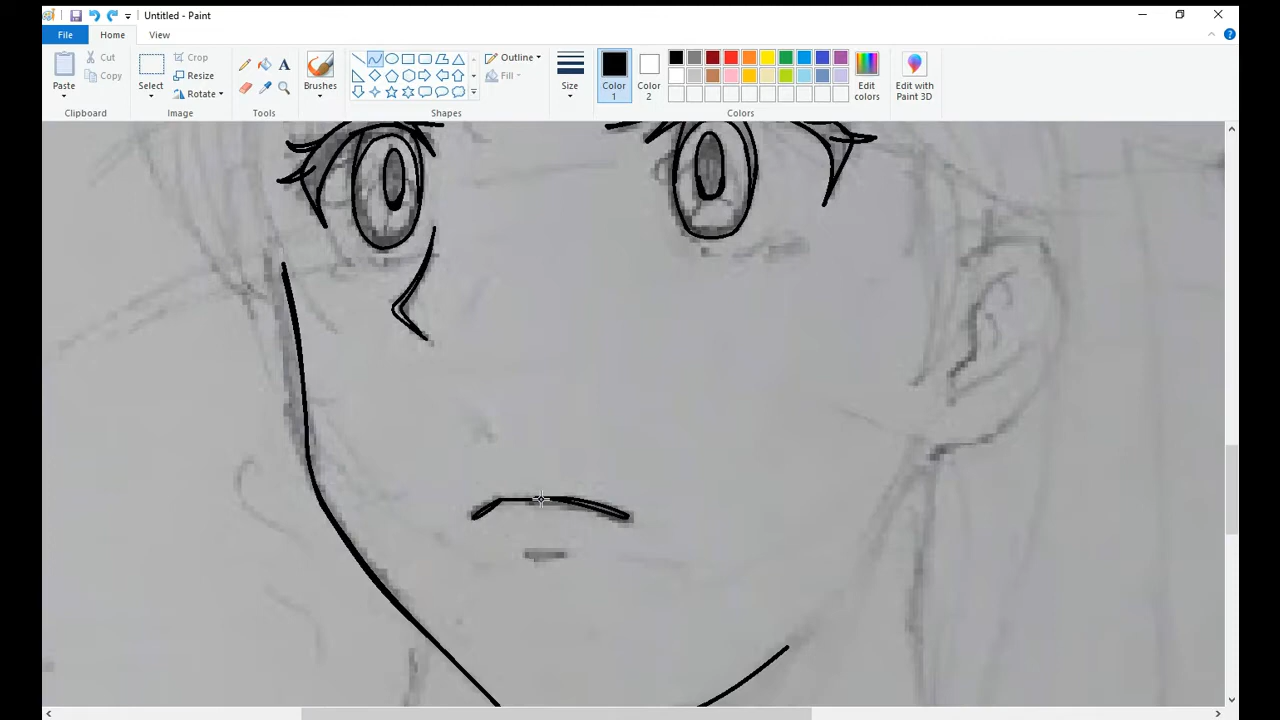 Untitled - Paint
File Home View
Paste Cut Copy Clipboard
Select Crop Resize Rotate Image
A Tools
Brushes
Outline Fill Shapes
Size
Color 1 Color 2 Edit colors Colors
Edit with Paint 3D